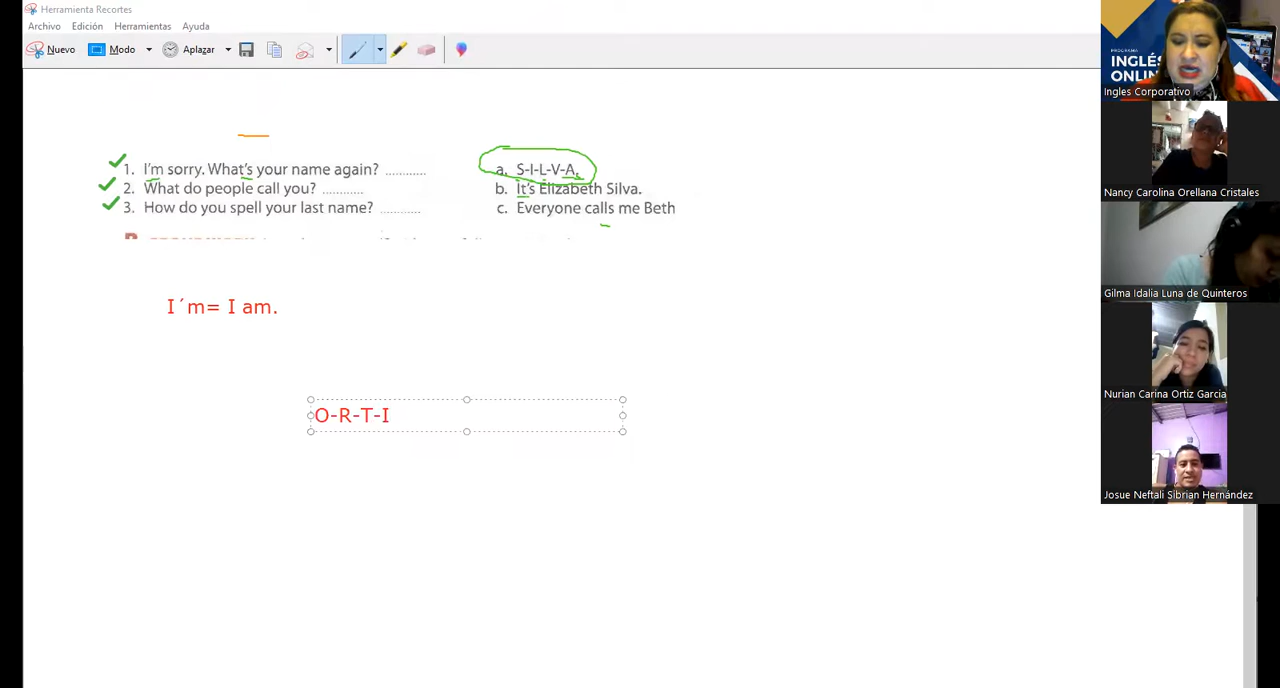 Herramienta Recortes
Archivo Edición Herramientas Ayuda
Nuevo Modo Aplazar
1. I'm sorry. What's your name again? ............
2. What do people call you? ............
3. How do you spell your last name? ............
a. S-I-L-V-A.
b. It's Elizabeth Silva.
c. Everyone calls me Beth
I´m= I am.
O-R-T-I
PROGRAMA
INGLÉS
ONLIN
Ingles Corporativo
Nancy Carolina Orellana Cristales
Gilma Idalia Luna de Quinteros
Nurian Carina Ortiz Garcia
Josue Neftali Sibrian Hernández